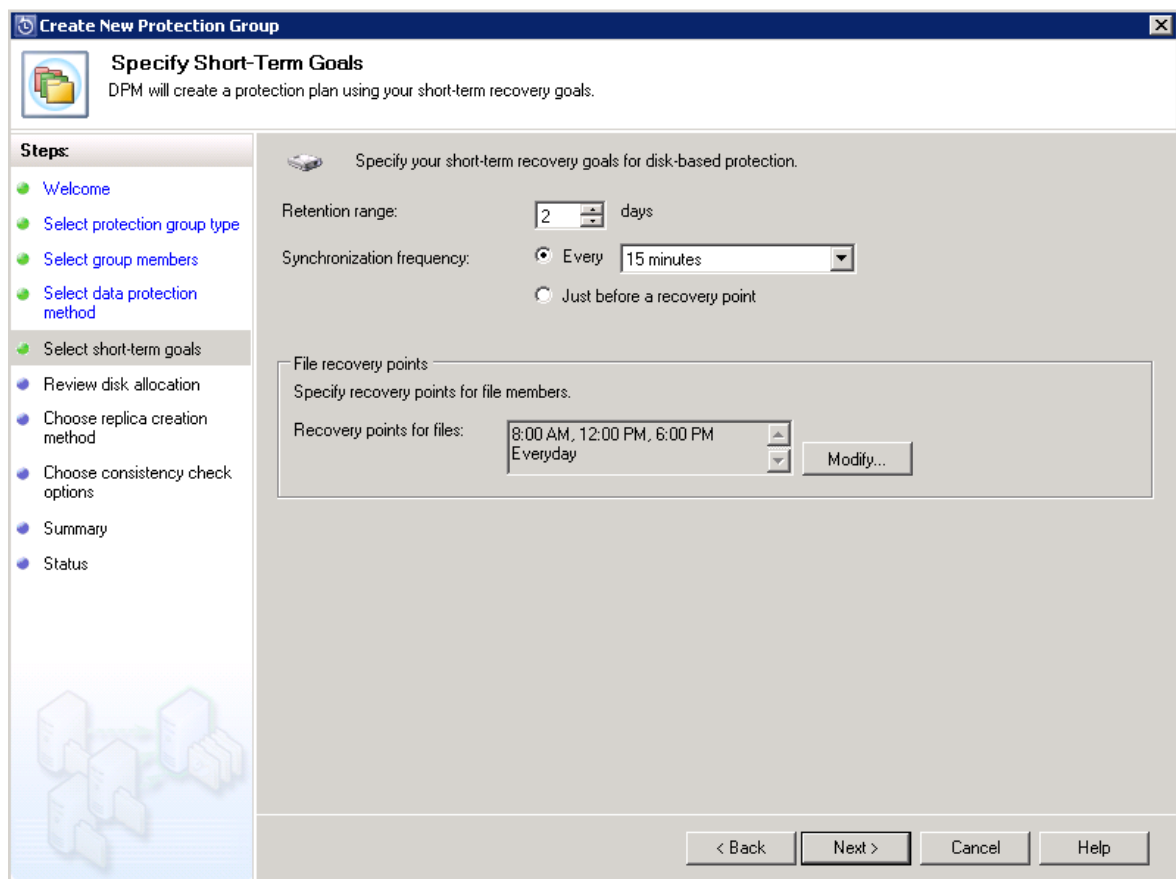 Create New Protection Group
Specify Short-Term Goals
DPM will create a protection plan using your short-term recovery goals.
Steps:
Welcome
Select protection group type
Select group members
Select data protection
method
Select short-term goals
Review disk allocation
Choose replica creation
method
Choose consistency check
options
Summary
Status
Specify your short-term recovery goals for disk-based protection.
Retention range: 2 days
Synchronization frequency: Every 15 minutes
Just before a recovery point
File recovery points
Specify recovery points for file members.
Recovery points for files: 8:00 AM, 12:00 PM, 6:00 PM
Everyday
Modify...
< Back Next > Cancel Help